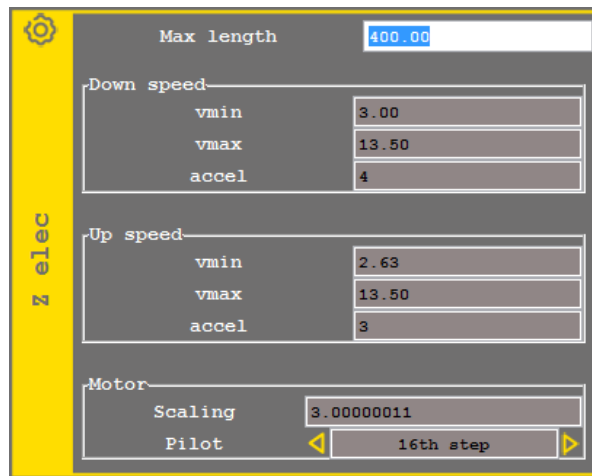 Z elec
Max length 400.00
Down speed
vmin 3.00
vmax 13.50
accel 4
Up speed
vmin 2.63
vmax 13.50
accel 3
Motor
Scaling 3.00000011
Pilot 16th step